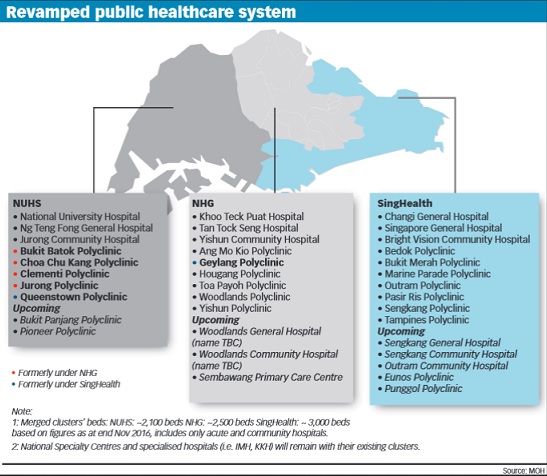 Revamped public healthcare system
NUHS
• National University Hospital
• Ng Teng Fong General Hospital
• Jurong Community Hospital
• Bukit Batok Polyclinic
• Choa Chu Kang Polyclinic
• Clementi Polyclinic
• Jurong Polyclinic
• Queenstown Polyclinic
Upcoming
• Bukit Panjang Polyclinic
• Pioneer Polyclinic
NHG
• Khoo Teck Puat Hospital
• Tan Tock Seng Hospital
• Yishun Community Hospital
• Ang Mo Kio Polyclinic
• Geylang Polyclinic
• Hougang Polyclinic
• Toa Payoh Polyclinic
• Woodlands Polyclinic
• Yishun Polyclinic
Upcoming
• Woodlands General Hospital
(name TBC)
• Woodlands Community Hospital
(name TBC)
• Sembawang Primary Care Centre
SingHealth
• Changi General Hospital
• Singapore General Hospital
• Bright Vision Community Hospital
• Bedok Polyclinic
• Bukit Merah Polyclinic
• Marine Parade Polyclinic
• Outram Polyclinic
• Pasir Ris Polyclinic
• Sengkang Polyclinic
• Tampines Polyclinic
Upcoming
• Sengkang General Hospital
• Sengkang Community Hospital
• Outram Community Hospital
• Eunos Polyclinic
• Punggol Polyclinic
• Formerly under NHG
• Formerly under SingHealth
Note:
1: Merged clusters' beds: NUHS: ~2,100 beds NHG: ~2,500 beds SingHealth: ~ 3,000 beds
based on figures as at end Nov 2016, includes only acute and community hospitals.
2: National Specialty Centres and specialised hospitals (i.e. IMH, KKH) will remain with their existing clusters.
Source: MOH